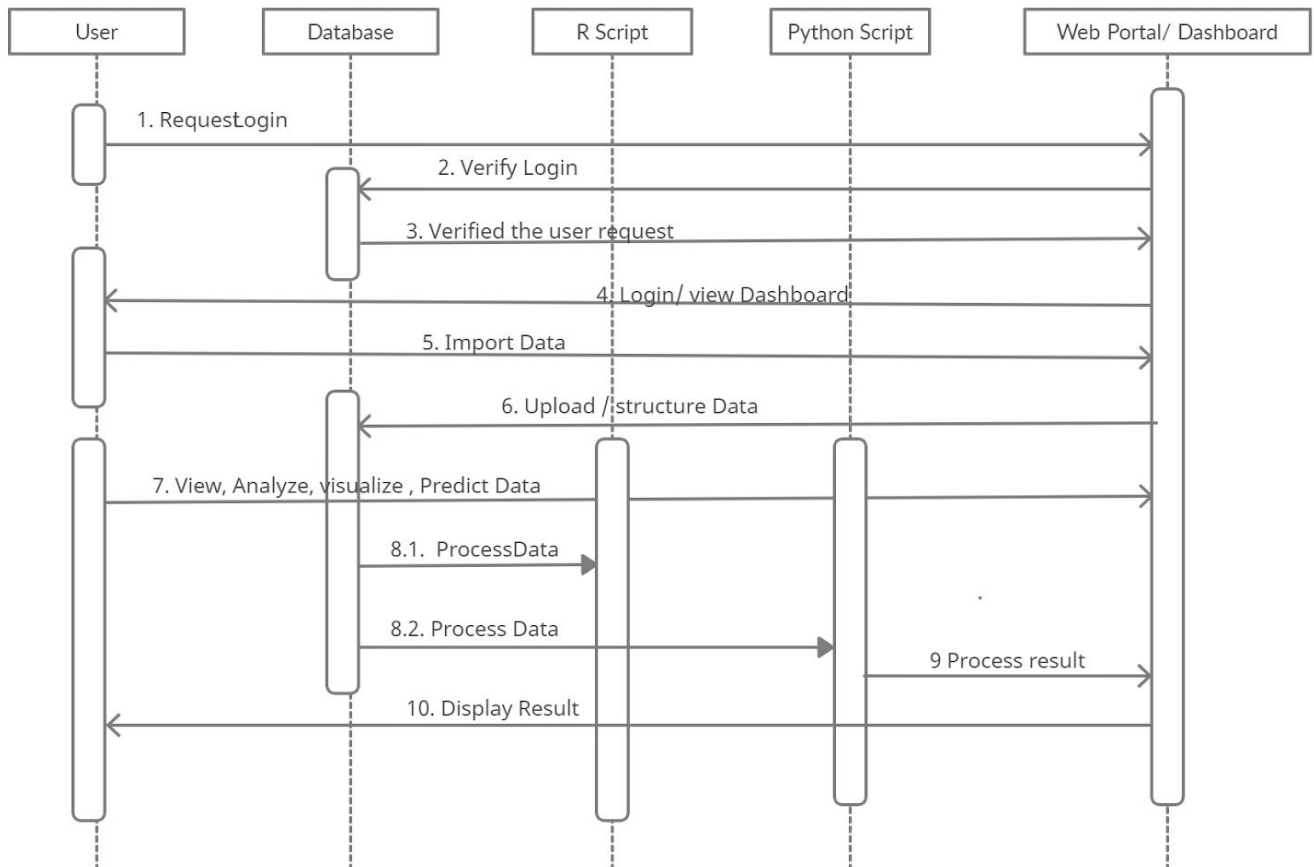 User
Database
R Script
Python Script
Web Portal/ Dashboard
1. RequestLogin
2. Verify Login
3. Verified the user request
4. Login/ view Dashboard
5. Import Data
6. Upload / structure Data
7. View, Analyze, visualize , Predict Data
8.1. ProcessData
8.2. Process Data
9 Process result
10. Display Result